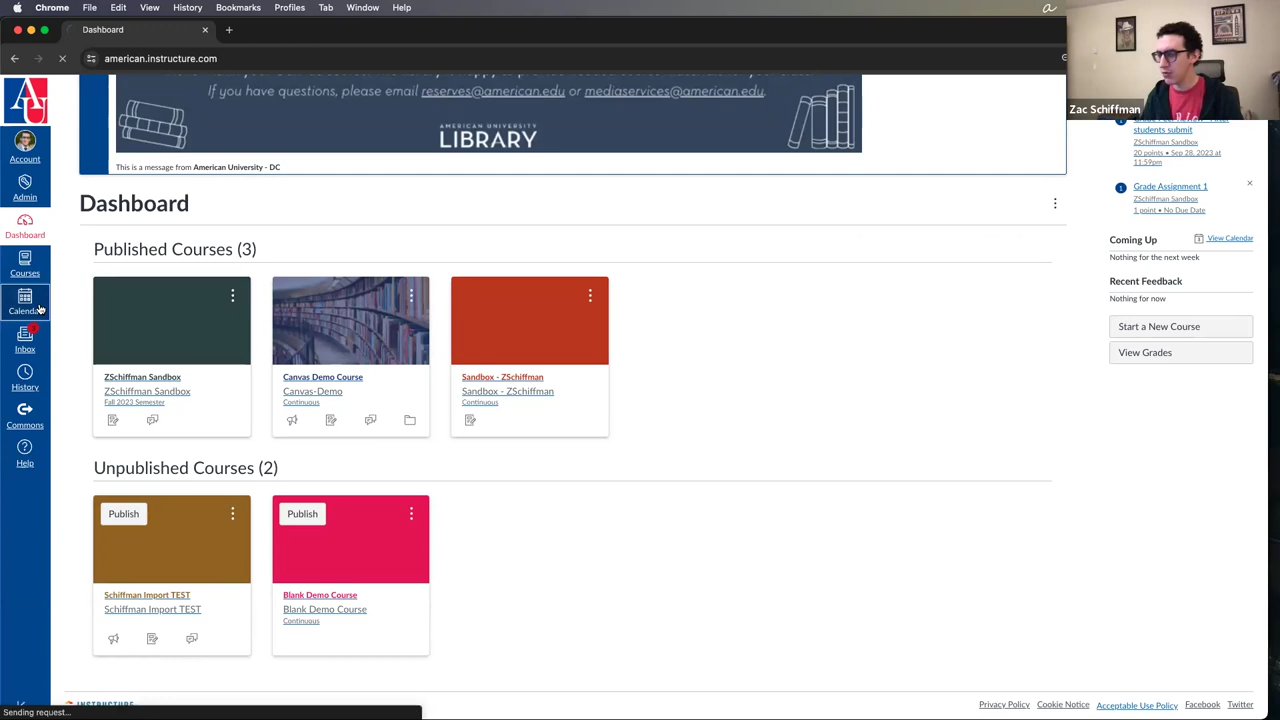 Chrome File Edit View History Bookmarks Profiles Tab Window Help
Dashboard
american.instructure.com
Zac Schiffman
AU
Account
Admin
Dashboard
Courses
Calendar
Inbox
History
Commons
Help
If you have questions, please email reserves@american.edu or mediaservices@american.edu.
AMERICAN UNIVERSITY
LIBRARY
This is a message from American University - DC
Dashboard
Published Courses (3)
ZSchiffman Sandbox
ZSchiffman Sandbox
Fall 2023 Semester
Canvas Demo Course
Canvas-Demo
Continuous
Sandbox - ZSchiffman
Sandbox - ZSchiffman
Continuous
Unpublished Courses (2)
Publish
Schiffman Import TEST
Schiffman Import TEST
Publish
Blank Demo Course
Blank Demo Course
Continuous
students submit
ZSchiffman Sandbox
20 points • Sep 28, 2023 at
11:59pm
1 Grade Assignment 1
ZSchiffman Sandbox
1 point • No Due Date
Coming Up
View Calendar
Nothing for the next week
Recent Feedback
Nothing for now
Start a New Course
View Grades
INSTRUCTURE
Privacy Policy Cookie Notice Acceptable Use Policy Facebook Twitter
Sending request...